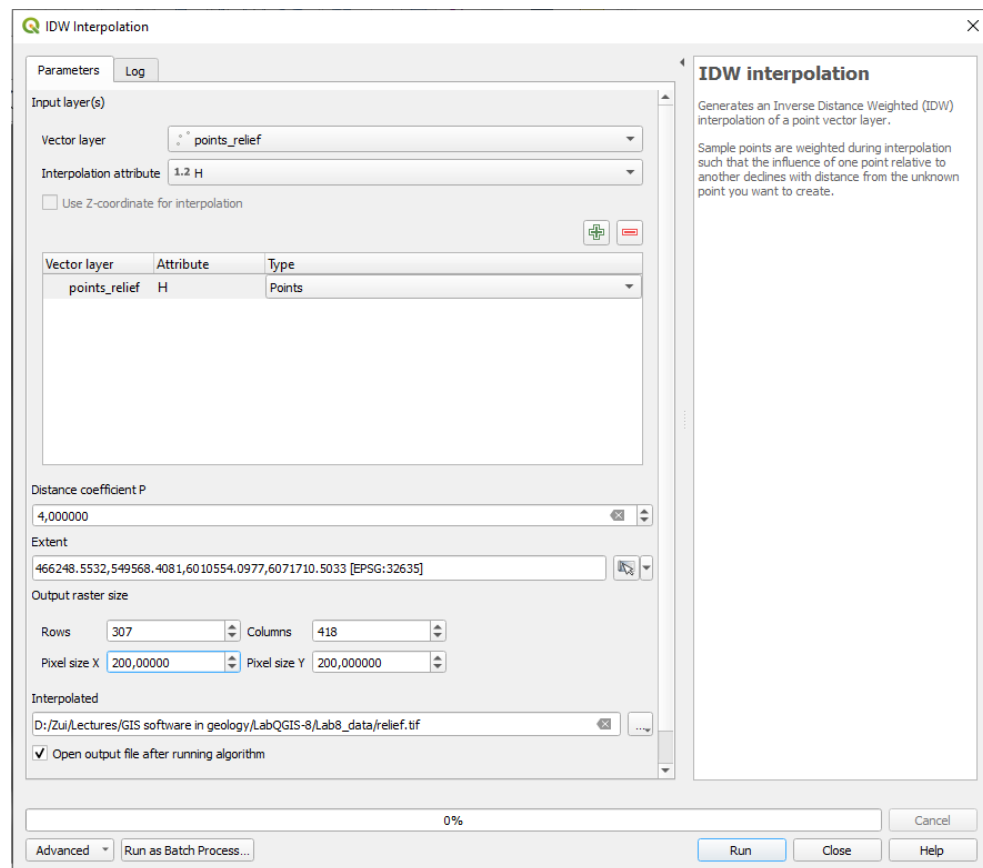 IDW Interpolation
Parameters
Log
Input layer(s)
Vector layer
points_relief
Interpolation attribute
1.2 H
Use Z-coordinate for interpolation
Vector layer Attribute Type
points_relief H Points
Distance coefficient P
4,000000
Extent
466248.5532,549568.4081,6010554.0977,6071710.5033 [EPSG:32635]
Output raster size
Rows 307 Columns 418
Pixel size X 200,00000 Pixel size Y 200,000000
Interpolated
D:/Zui/Lectures/GIS software in geology/LabQGIS-8/Lab8_data/relief.tif
...
Open output file after running algorithm
IDW interpolation
Generates an Inverse Distance Weighted (IDW)
interpolation of a point vector layer.
Sample points are weighted during interpolation
such that the influence of one point relative to
another declines with distance from the unknown
point you want to create.
0%
Cancel
Advanced
Run as Batch Process...
Run
Close
Help